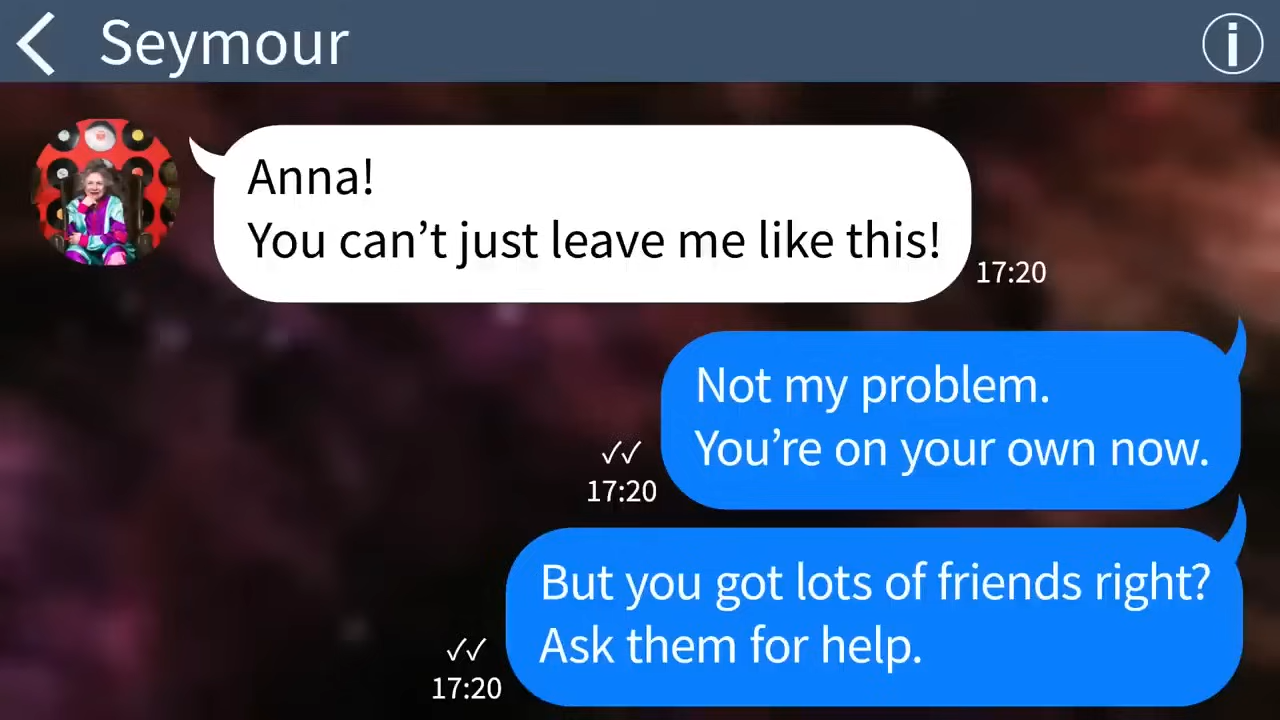 Seymour
Anna!
You can’t just leave me like this!
17:20
Not my problem.
You’re on your own now.
17:20
But you got lots of friends right?
Ask them for help.
17:20